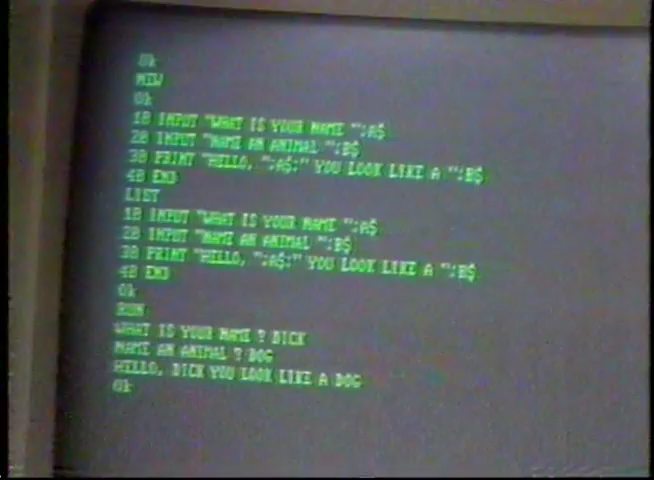 Ok
NEW
Ok
10 INPUT "WHAT IS YOUR NAME ";A$
20 INPUT "NAME AN ANIMAL ";B$
30 PRINT "HELLO, ";A$;" YOU LOOK LIKE A ";B$
40 END
LIST
10 INPUT "WHAT IS YOUR NAME ";A$
20 INPUT "NAME AN ANIMAL ";B$
30 PRINT "HELLO, ";A$;" YOU LOOK LIKE A ";B$
40 END
Ok
RUN
WHAT IS YOUR NAME ? DICK
NAME AN ANIMAL ? DOG
HELLO, DICK YOU LOOK LIKE A DOG
Ok